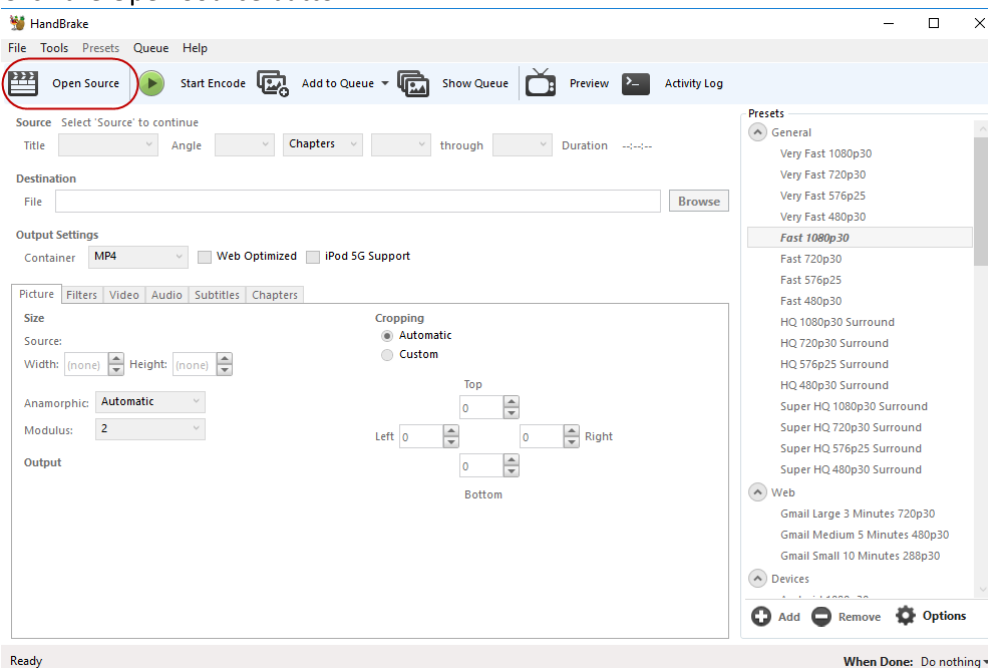 HandBrake
File Tools Presets Queue Help
Open Source Start Encode Add to Queue Show Queue Preview Activity Log
Source Select 'Source' to continue
Title Angle Chapters through Duration --:--:--
Destination
File Browse
Output Settings
Container MP4 Web Optimized iPod 5G Support
Picture Filters Video Audio Subtitles Chapters
Size
Source:
Width: (none) Height: (none)
Anamorphic: Automatic
Modulus: 2
Output
Cropping
Automatic
Custom
Top
0
Left 0 0 Right
0
Bottom
Presets
General
Very Fast 1080p30
Very Fast 720p30
Very Fast 576p25
Very Fast 480p30
Fast 1080p30
Fast 720p30
Fast 576p25
Fast 480p30
HQ 1080p30 Surround
HQ 720p30 Surround
HQ 576p25 Surround
HQ 480p30 Surround
Super HQ 1080p30 Surround
Super HQ 720p30 Surround
Super HQ 576p25 Surround
Super HQ 480p30 Surround
Web
Gmail Large 3 Minutes 720p30
Gmail Medium 5 Minutes 480p30
Gmail Small 10 Minutes 288p30
Devices
Add Remove Options
Ready When Done: Do nothing